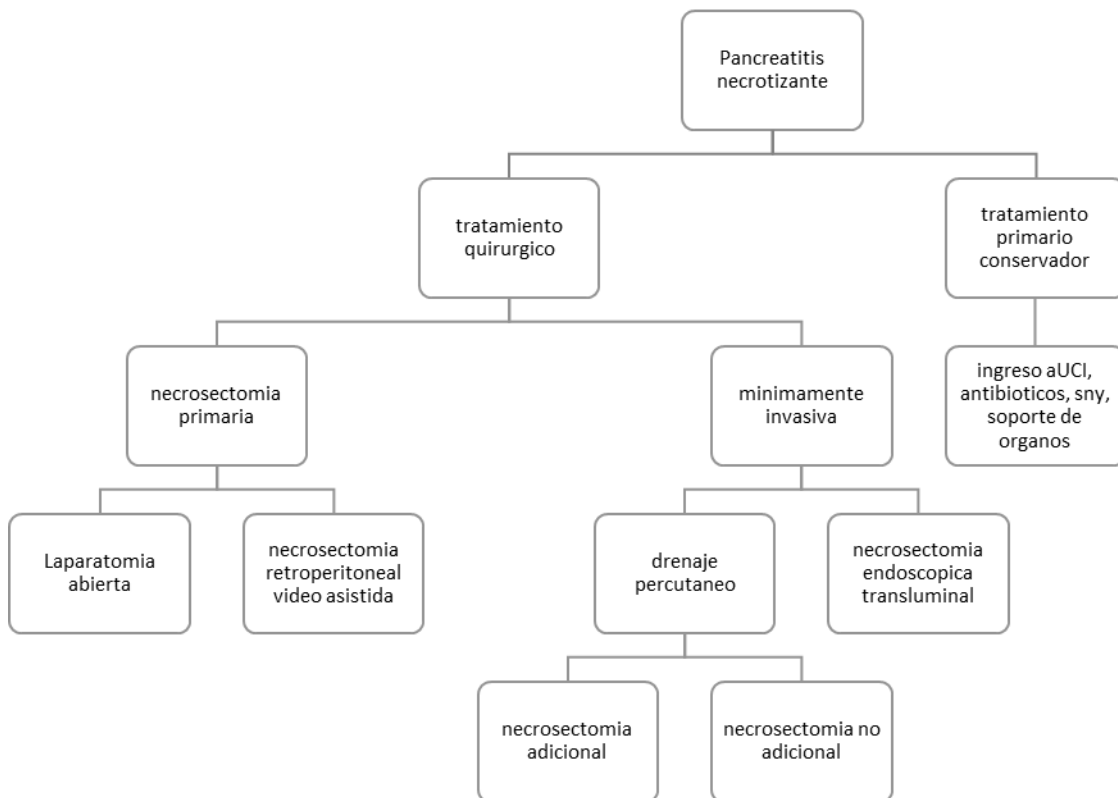 Pancreatitis
necrotizante
tratamiento
quirurgico
tratamiento
primario
conservador
necrosectomia
primaria
minimamente
invasiva
ingreso aUCI,
antibioticos, sny,
soporte de
organos
Laparatomia
abierta
necrosectomia
retroperitoneal
video asistida
drenaje
percutaneo
necrosectomia
endoscopica
transluminal
necrosectomia
adicional
necrosectomia no
adicional